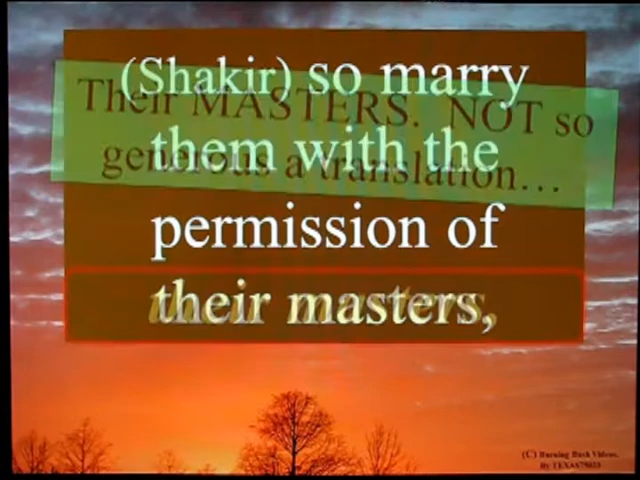 (Shakir) so marry
Their MASTERS. NOT so
them with the
generous a translation…
permission of
their masters,
(C) Burning Bush Videos.